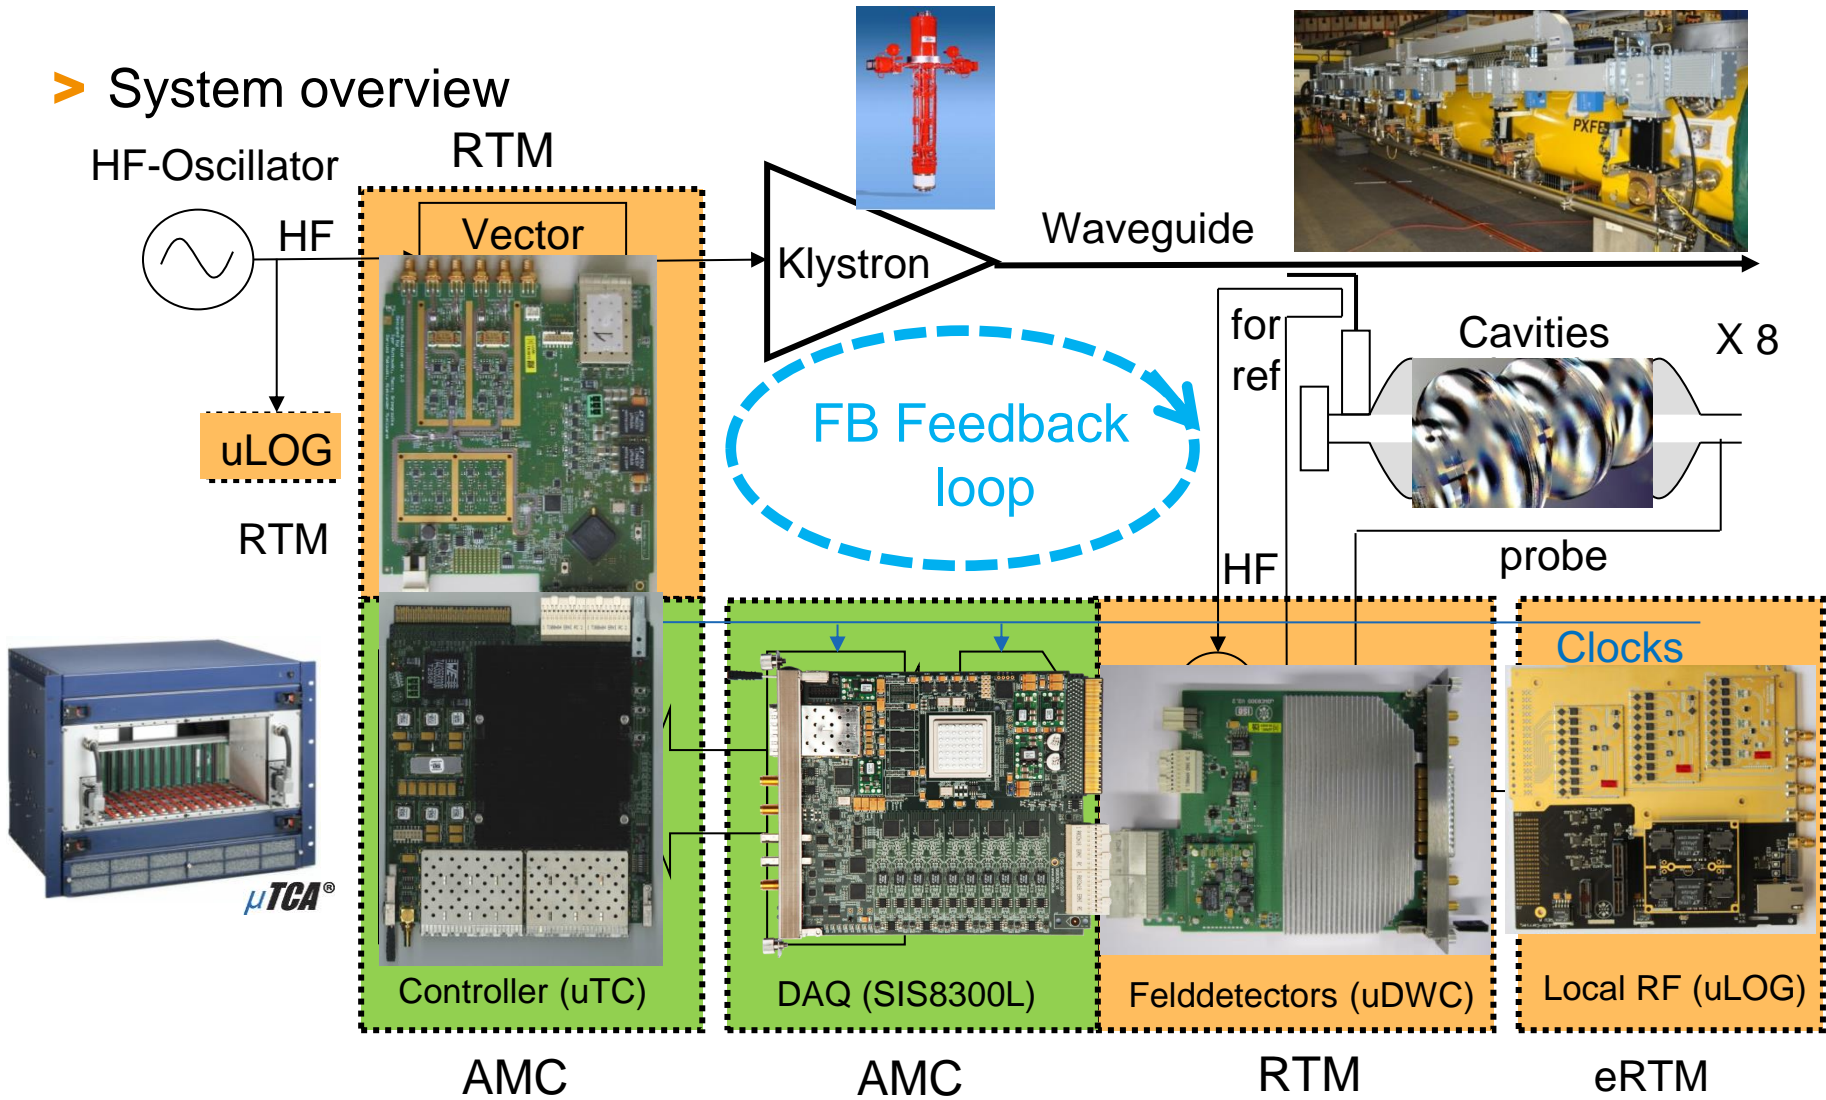 > System overview
HF-Oscillator
RTM
HF
Vector
Klystron
Waveguide
PXFE
for
ref
Cavities
X 8
uLOG
RTM
FB Feedback
loop
HF
probe
Clocks
µTCA®
Controller (uTC)
DAQ (SIS8300L)
Felddetectors (uDWC)
Local RF (uLOG)
AMC
AMC
RTM
eRTM